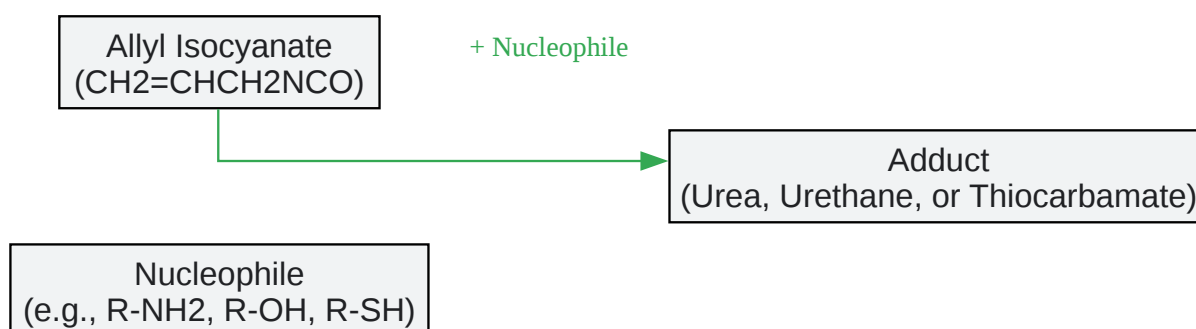 Allyl Isocyanate
(CH2=CHCH2NCO)
+ Nucleophile
Adduct
(Urea, Urethane, or Thiocarbamate)
Nucleophile
(e.g., R-NH2, R-OH, R-SH)